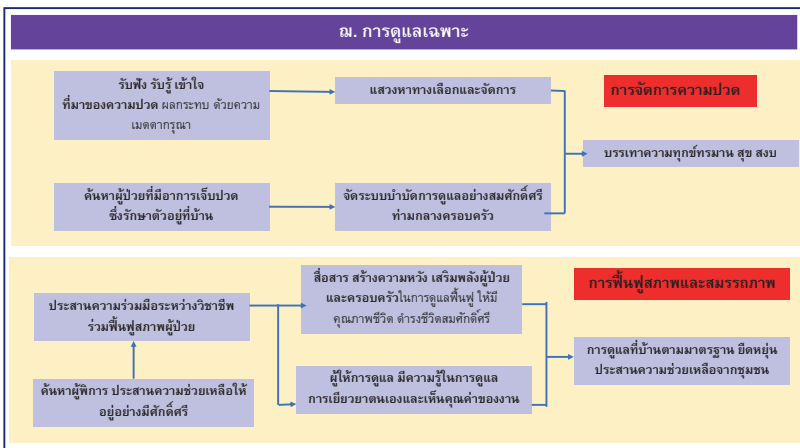 ฌ. การดูแลเฉพาะ
รับฟัง รับรู้ เข้าใจ
ที่มาของความปวด ผลกระทบ ด้วยความ
เมตตากรุณา
แสวงหาทางเลือกและจัดการ
การจัดการความปวด
บรรเทาความทุกข์ทรมาน สุข สงบ
ค้นหาผู้ป่วยที่มีอาการเจ็บปวด
ซึ่งรักษาตัวอยู่ที่บ้าน
จัดระบบบำบัดการดูแลอย่างสมศักดิ์ศรี
ท่ามกลางครอบครัว
การฟื้นฟูสภาพและสมรรถภาพ
ประสานความร่วมมือระหว่างวิชาชีพ
ร่วมฟื้นฟูสภาพผู้ป่วย
สื่อสาร สร้างความหวัง เสริมพลังผู้ป่วย
และครอบครัวในการดูแลฟื้นฟู ให้มี
คุณภาพชีวิต ดำรงชีวิตสมศักดิ์ศรี
การดูแลที่บ้านตามมาตรฐาน ยืดหยุ่น
ประสานความช่วยเหลือจากชุมชน
ค้นหาผู้พิการ ประสานความช่วยเหลือให้
อยู่อย่างมีศักดิ์ศรี
ผู้ให้การดูแล มีความรู้ในการดูแล
การเยียวยาตนเองและเห็นคุณค่าของงาน